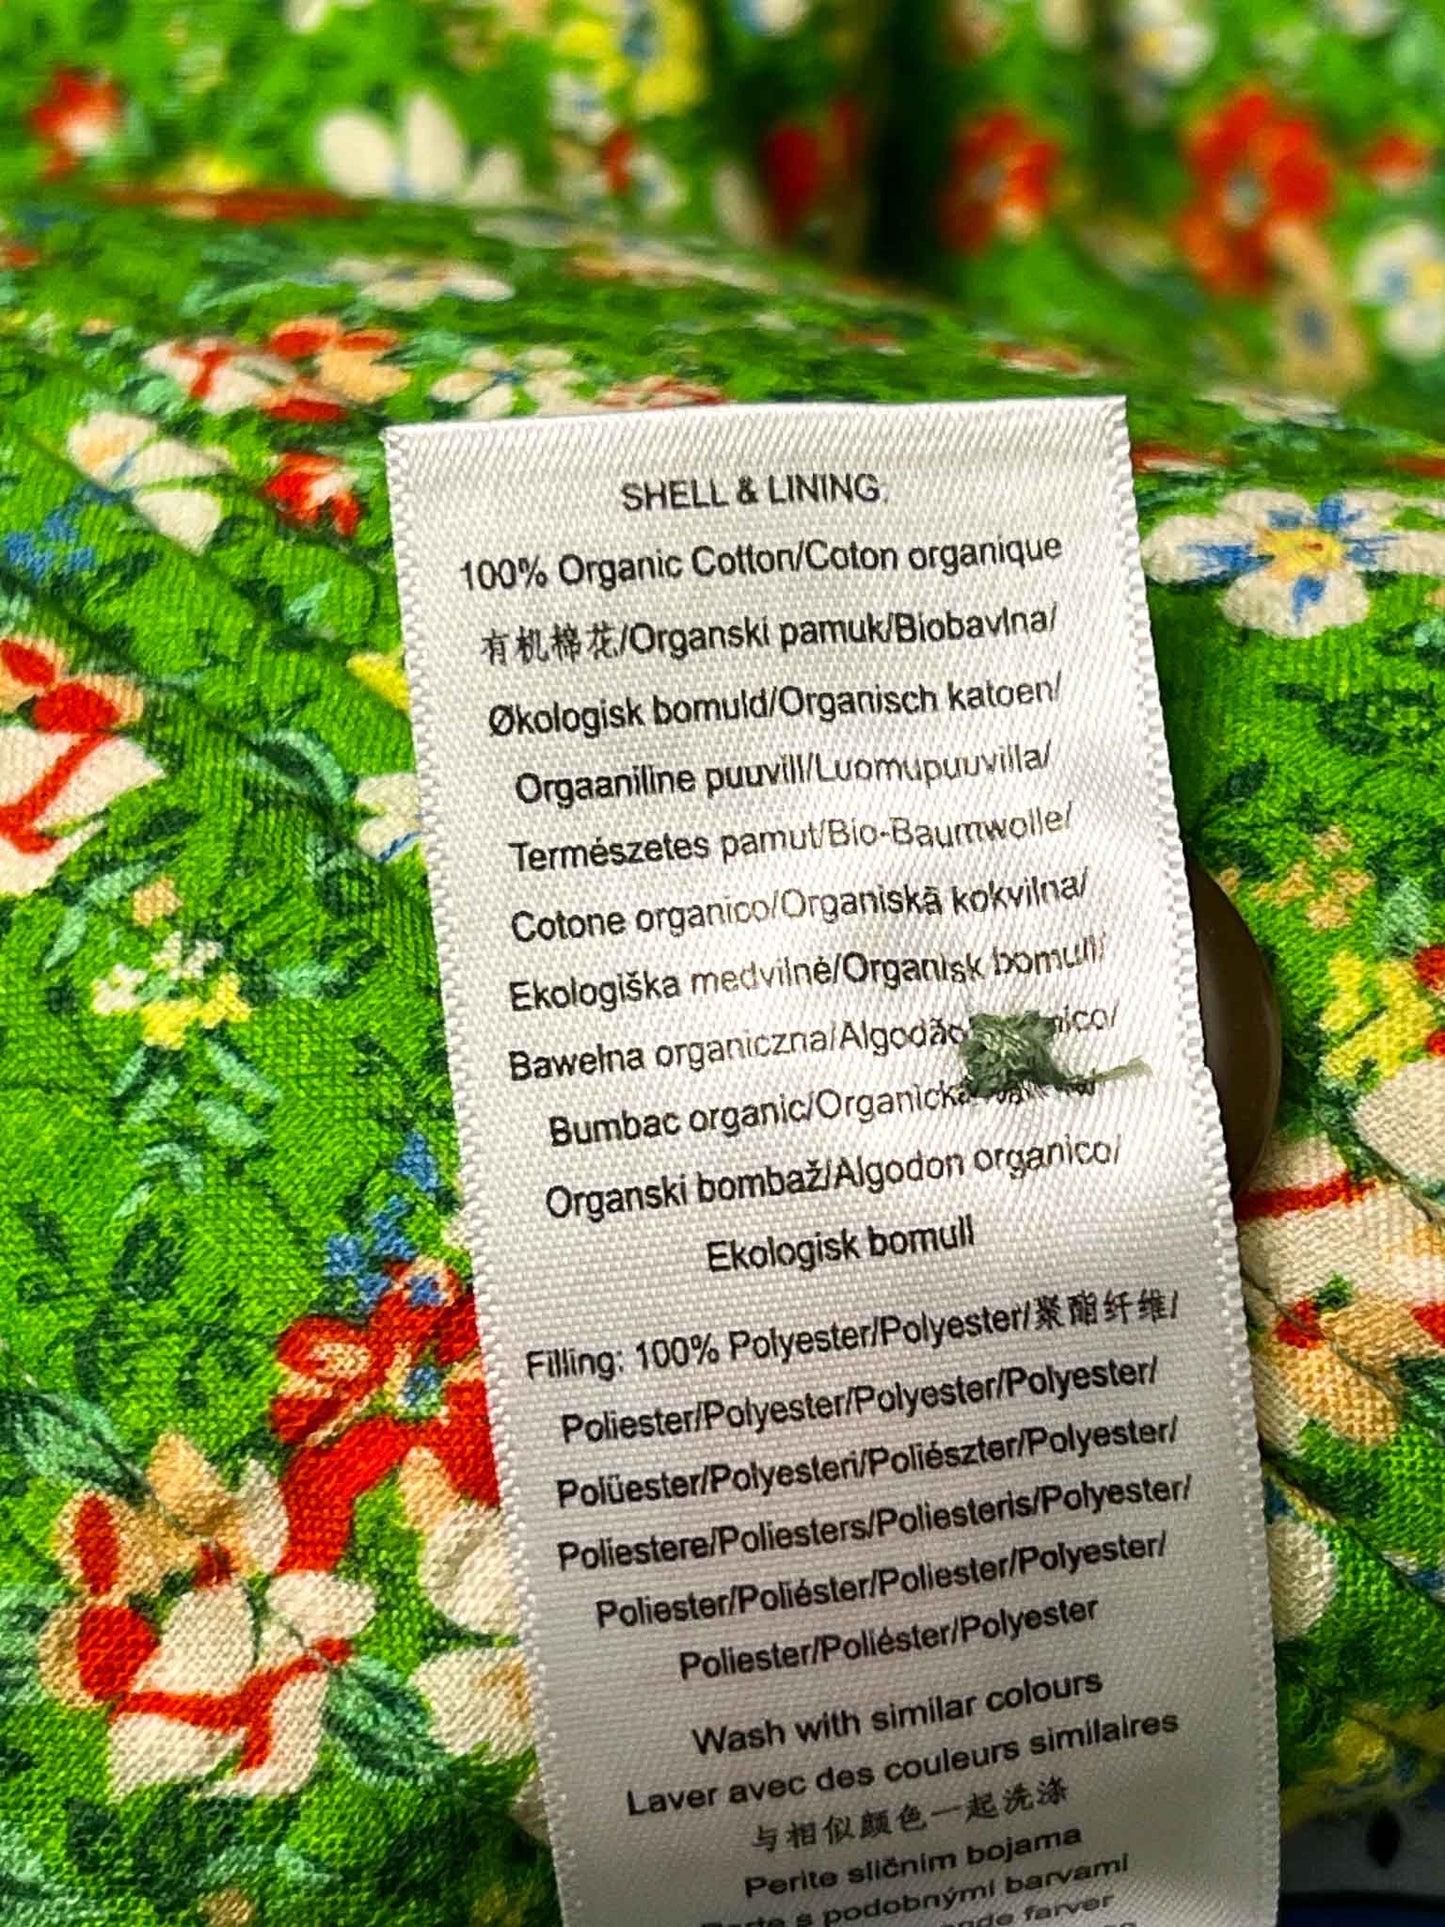 SHELL & LINING:
100% Organic Cotton/Coton organique
有机棉花/Organski pamuk/Biobavlna/
Økologisk bomuld/Organisch katoen/
Orgaaniline puuvill/Luomupuuvilla/
Természetes pamut/Bio-Baumwolle/
Cotone organico/Organiskā kokvilna/
Ekologiška medvilnė/Organisk bomull/
Bawełna organiczna/Algodão
Bumbac organic/Organická
Organski bombaž/Algodon organico/
Ekologisk bomull
Filling: 100% Polyester/Polyester/聚酯纤维/
Poliester/Polyester/Polyester/Polyester/
Polüester/Polyesteri/Poliészter/Polyester/
Poliestere/Poliesters/Poliesteris/Polyester/
Poliester/Poliéster/Poliester/Polyester/
Poliester/Poliéster/Polyester
Wash with similar colours
Laver avec des couleurs similaires
与相似颜色一起洗涤
Perite sličnim bojama
s podobnými barvami
farver